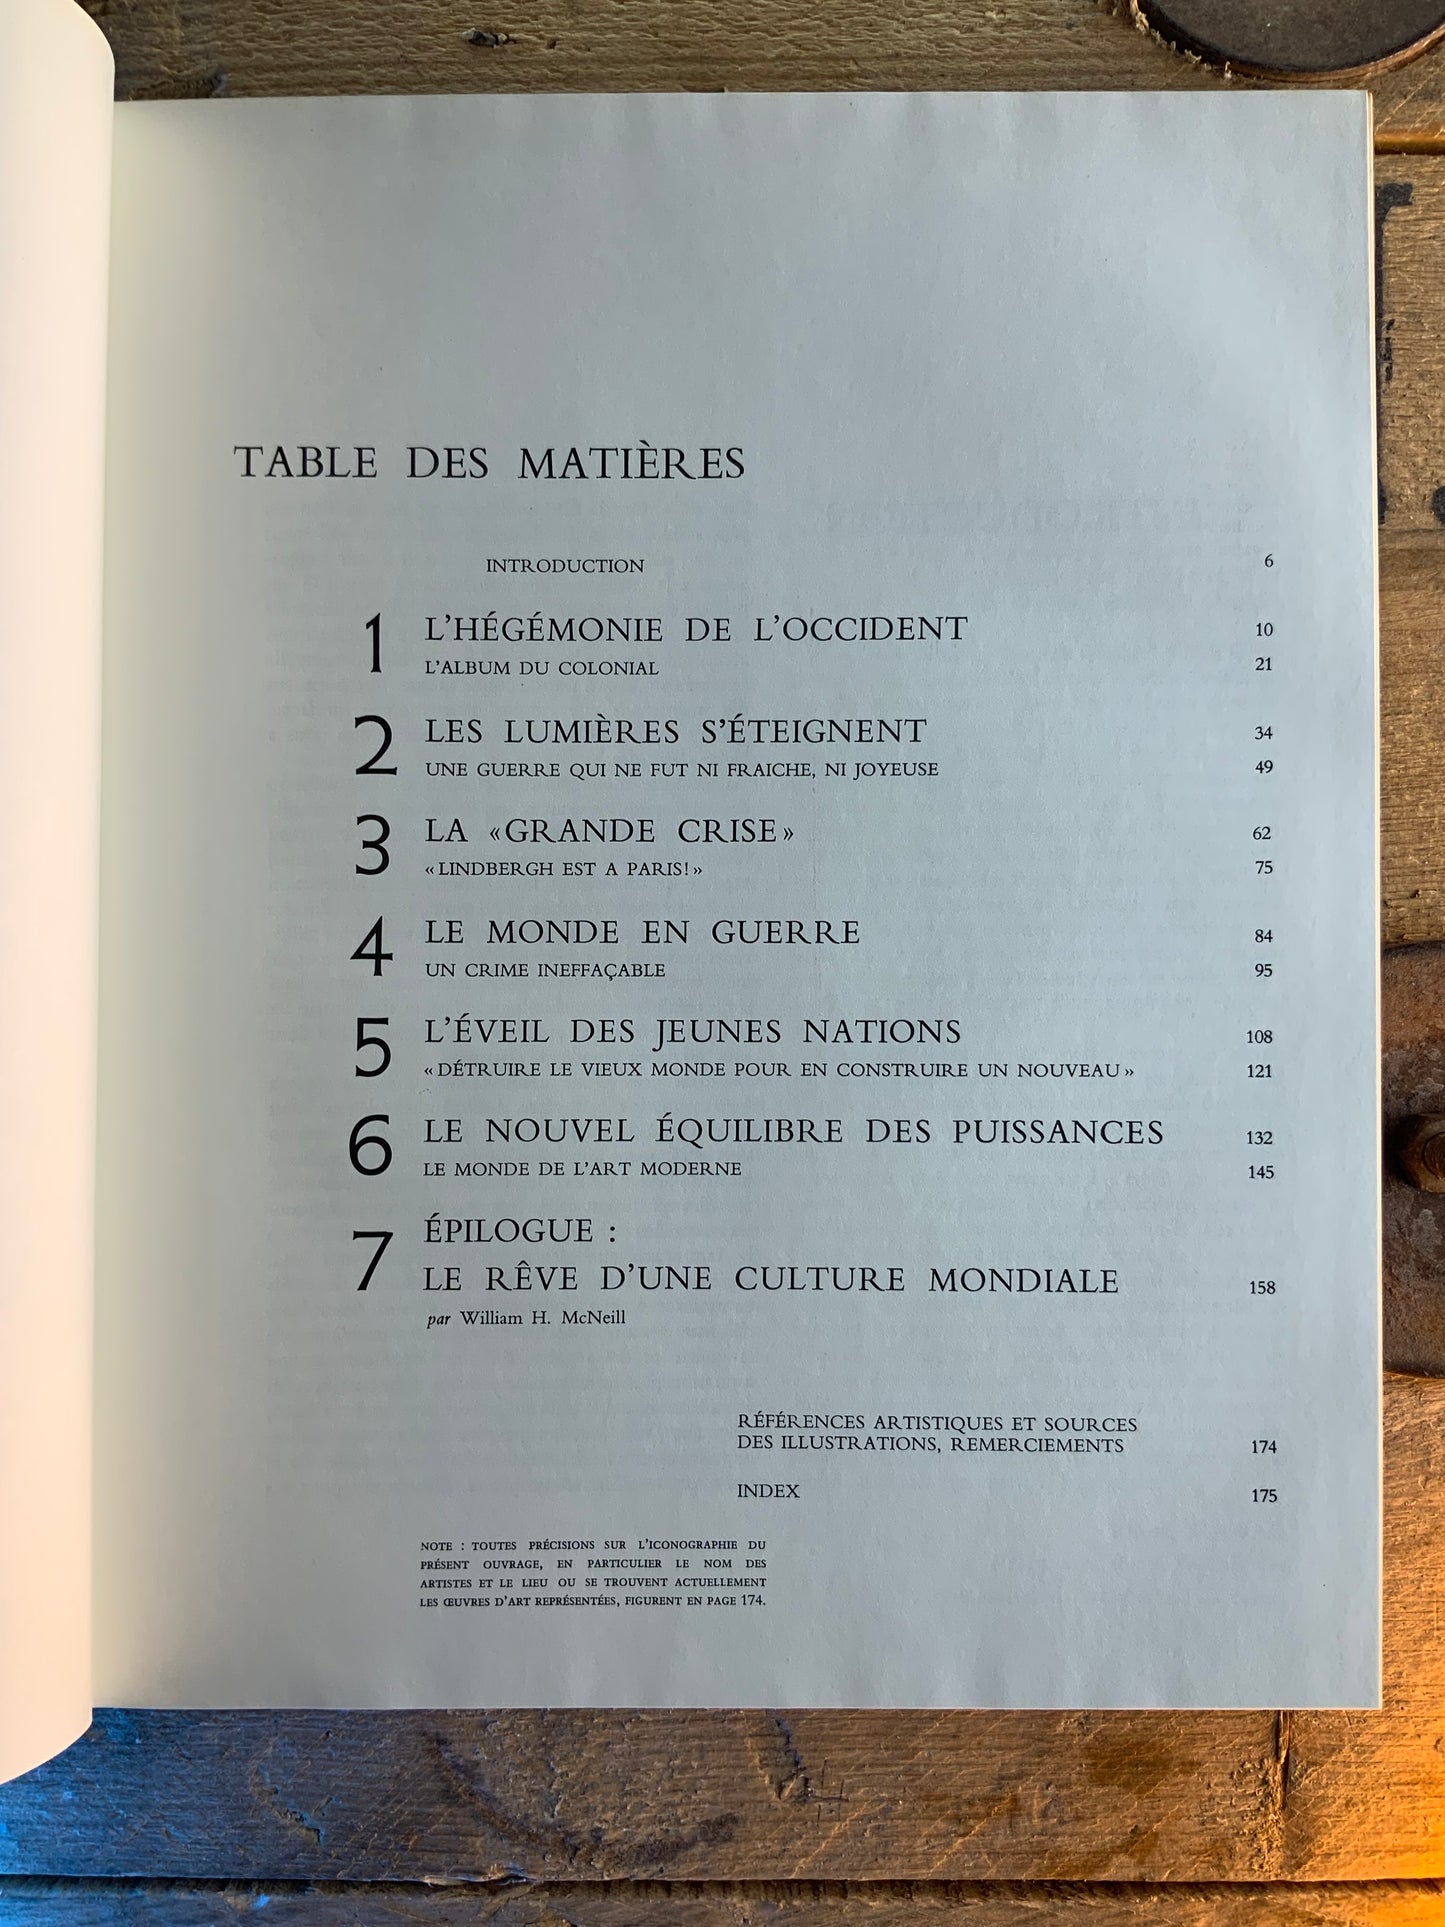 TABLE DES MATIÈRES
INTRODUCTION 6
1 L'HÉGÉMONIE DE L'OCCIDENT 10
L'ALBUM DU COLONIAL 21
2 LES LUMIÈRES S'ÉTEIGNENT 34
UNE GUERRE QUI NE FUT NI FRAICHE, NI JOYEUSE 49
3 LA «GRANDE CRISE» 62
«LINDBERGH EST A PARIS!» 75
4 LE MONDE EN GUERRE 84
UN CRIME INEFFAÇABLE 95
5 L'ÉVEIL DES JEUNES NATIONS 108
«DÉTRUIRE LE VIEUX MONDE POUR EN CONSTRUIRE UN NOUVEAU» 121
6 LE NOUVEL ÉQUILIBRE DES PUISSANCES 132
LE MONDE DE L'ART MODERNE 145
7 ÉPILOGUE :
LE RÊVE D'UNE CULTURE MONDIALE 158
par William H. McNeill
RÉFÉRENCES ARTISTIQUES ET SOURCES
DES ILLUSTRATIONS, REMERCIEMENTS 174
INDEX 175
NOTE : TOUTES PRÉCISIONS SUR L'ICONOGRAPHIE DU
PRÉSENT OUVRAGE, EN PARTICULIER LE NOM DES
ARTISTES ET LE LIEU OU SE TROUVENT ACTUELLEMENT
LES ŒUVRES D'ART REPRÉSENTÉES, FIGURENT EN PAGE 174.